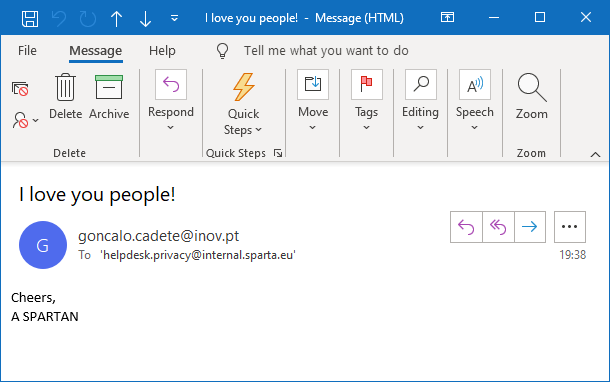 I love you people! - Message (HTML)
File Message Help Tell me what you want to do
Delete Archive Respond Quick Steps Move Tags Editing Speech Zoom
Delete Quick Steps Zoom
I love you people!
G
goncalo.cadete@inov.pt
To 'helpdesk.privacy@internal.sparta.eu' 19:38
Cheers,
A SPARTAN